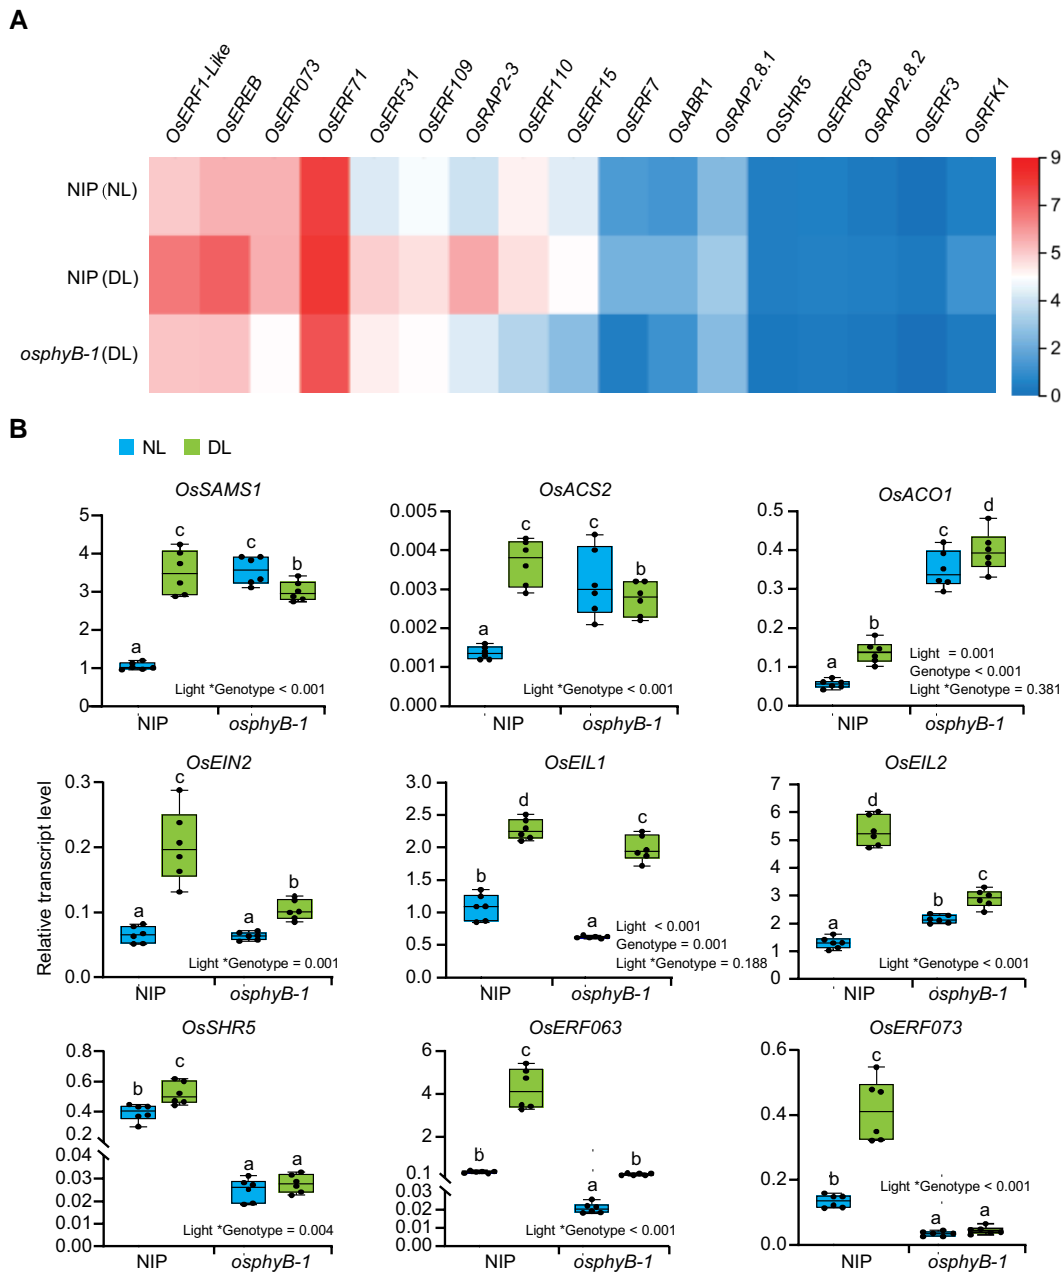 A
OsERF1-Like
OsEREB
OsERF073
OsERF71
OsERF31
OsERF109
OsRAP2-3
OsERF110
OsERF15
OsERF7
OsABR1
OsRAP2.8.1
OsSHR5
OsERF063
OsRAP2.8.2
OsERF3
OsRFK1
NIP (NL)
NIP (DL)
osphyB-1(DL)
9
7
5
4
2
0
B
NL DL
Relative transcript level
OsSAMS1
5
4
3
2
1
0
a c c b
Light *Genotype < 0.001
NIP osphyB-1
OsACS2
0.005
0.004
0.003
0.002
0.001
0.000
a c c b
Light *Genotype < 0.001
NIP osphyB-1
OsACO1
0.5
0.4
0.3
0.2
0.1
0.0
a b c d
Light = 0.001
Genotype < 0.001
Light *Genotype = 0.381
NIP osphyB-1
OsEIN2
0.3
0.2
0.1
0.0
a c a b
Light *Genotype = 0.001
NIP osphyB-1
OsEIL1
3.0
2.5
2.0
1.5
1.0
0.5
0.0
b d a c
Light < 0.001
Genotype = 0.001
Light *Genotype = 0.188
NIP osphyB-1
OsEIL2
7
6
5
4
3
2
1
0
a d b c
Light *Genotype < 0.001
NIP osphyB-1
OsSHR5
0.8
0.6
0.4
0.2
0.04
0.03
0.02
0.01
0.00
b c a a
Light *Genotype = 0.004
NIP osphyB-1
OsERF063
6
4
2
0.1
0.03
0.02
0.01
0.00
b c a b
Light *Genotype < 0.001
NIP osphyB-1
OsERF073
0.6
0.4
0.2
0.0
b c a a
Light *Genotype < 0.001
NIP osphyB-1